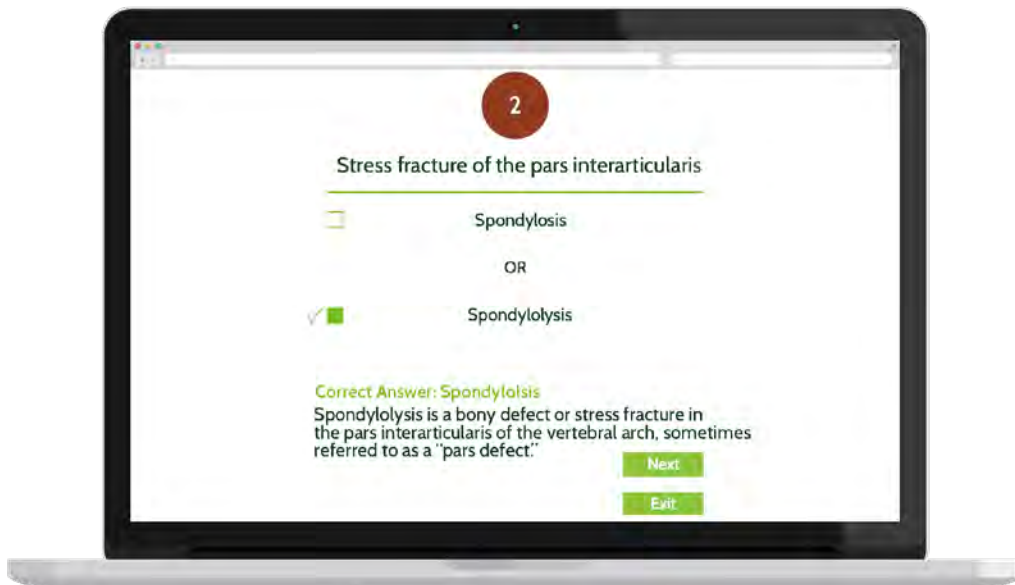 2
Stress fracture of the pars interarticularis
Spondylosis
OR
Spondylolysis
Correct Answer: Spondylolsis
Spondylolysis is a bony defect or stress fracture in
the pars interarticularis of the vertebral arch, sometimes
referred to as a "pars defect."
Next
Exit